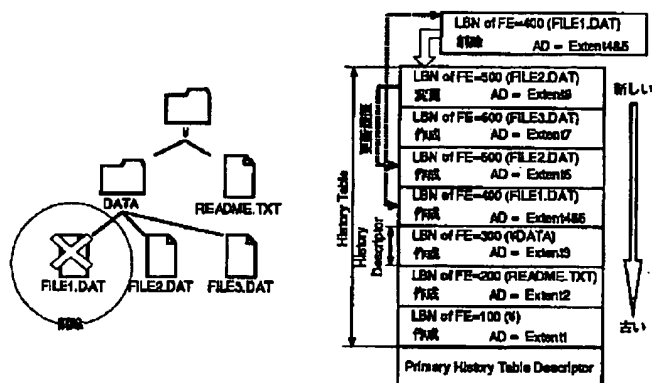 ¥
DATA
README.TXT
FILE1.DAT
FILE2.DAT
FILE3.DAT
削除
LBN of FE=400 (FILE1.DAT)
削除 AD = Extent4&5
LBN of FE=500 (FILE2.DAT)
変更 AD = Extent8
LBN of FE=600 (FILE3.DAT)
作成 AD = Extent7
LBN of FE=500 (FILE2.DAT)
作成 AD = Extent6
LBN of FE=400 (FILE1.DAT)
作成 AD = Extent4&5
LBN of FE=300 (¥DATA)
作成 AD = Extent3
LBN of FE=200 (README.TXT)
作成 AD = Extent2
LBN of FE=100 (¥)
作成 AD = Extent1
Primary History Table Descriptor
History Table
History Descriptor
更新履歴
新しい
古い